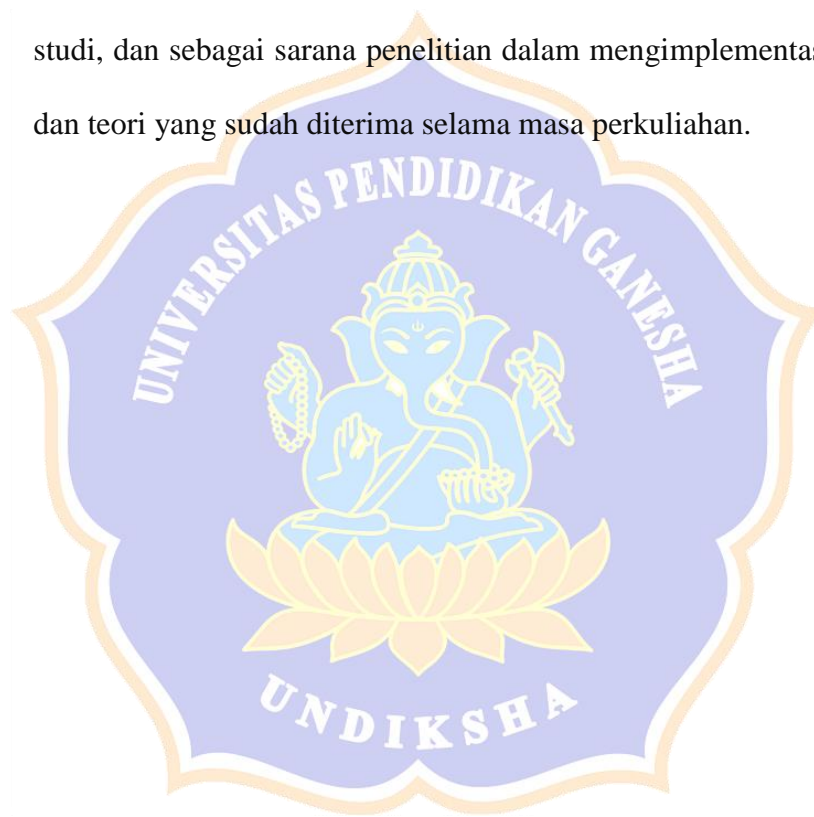 studi, dan sebagai sarana penelitian dalam mengimplementas
dan teori yang sudah diterima selama masa perkuliahan.
UNIVERSITAS PENDIDIKAN GANESHA
UNDIKSHA